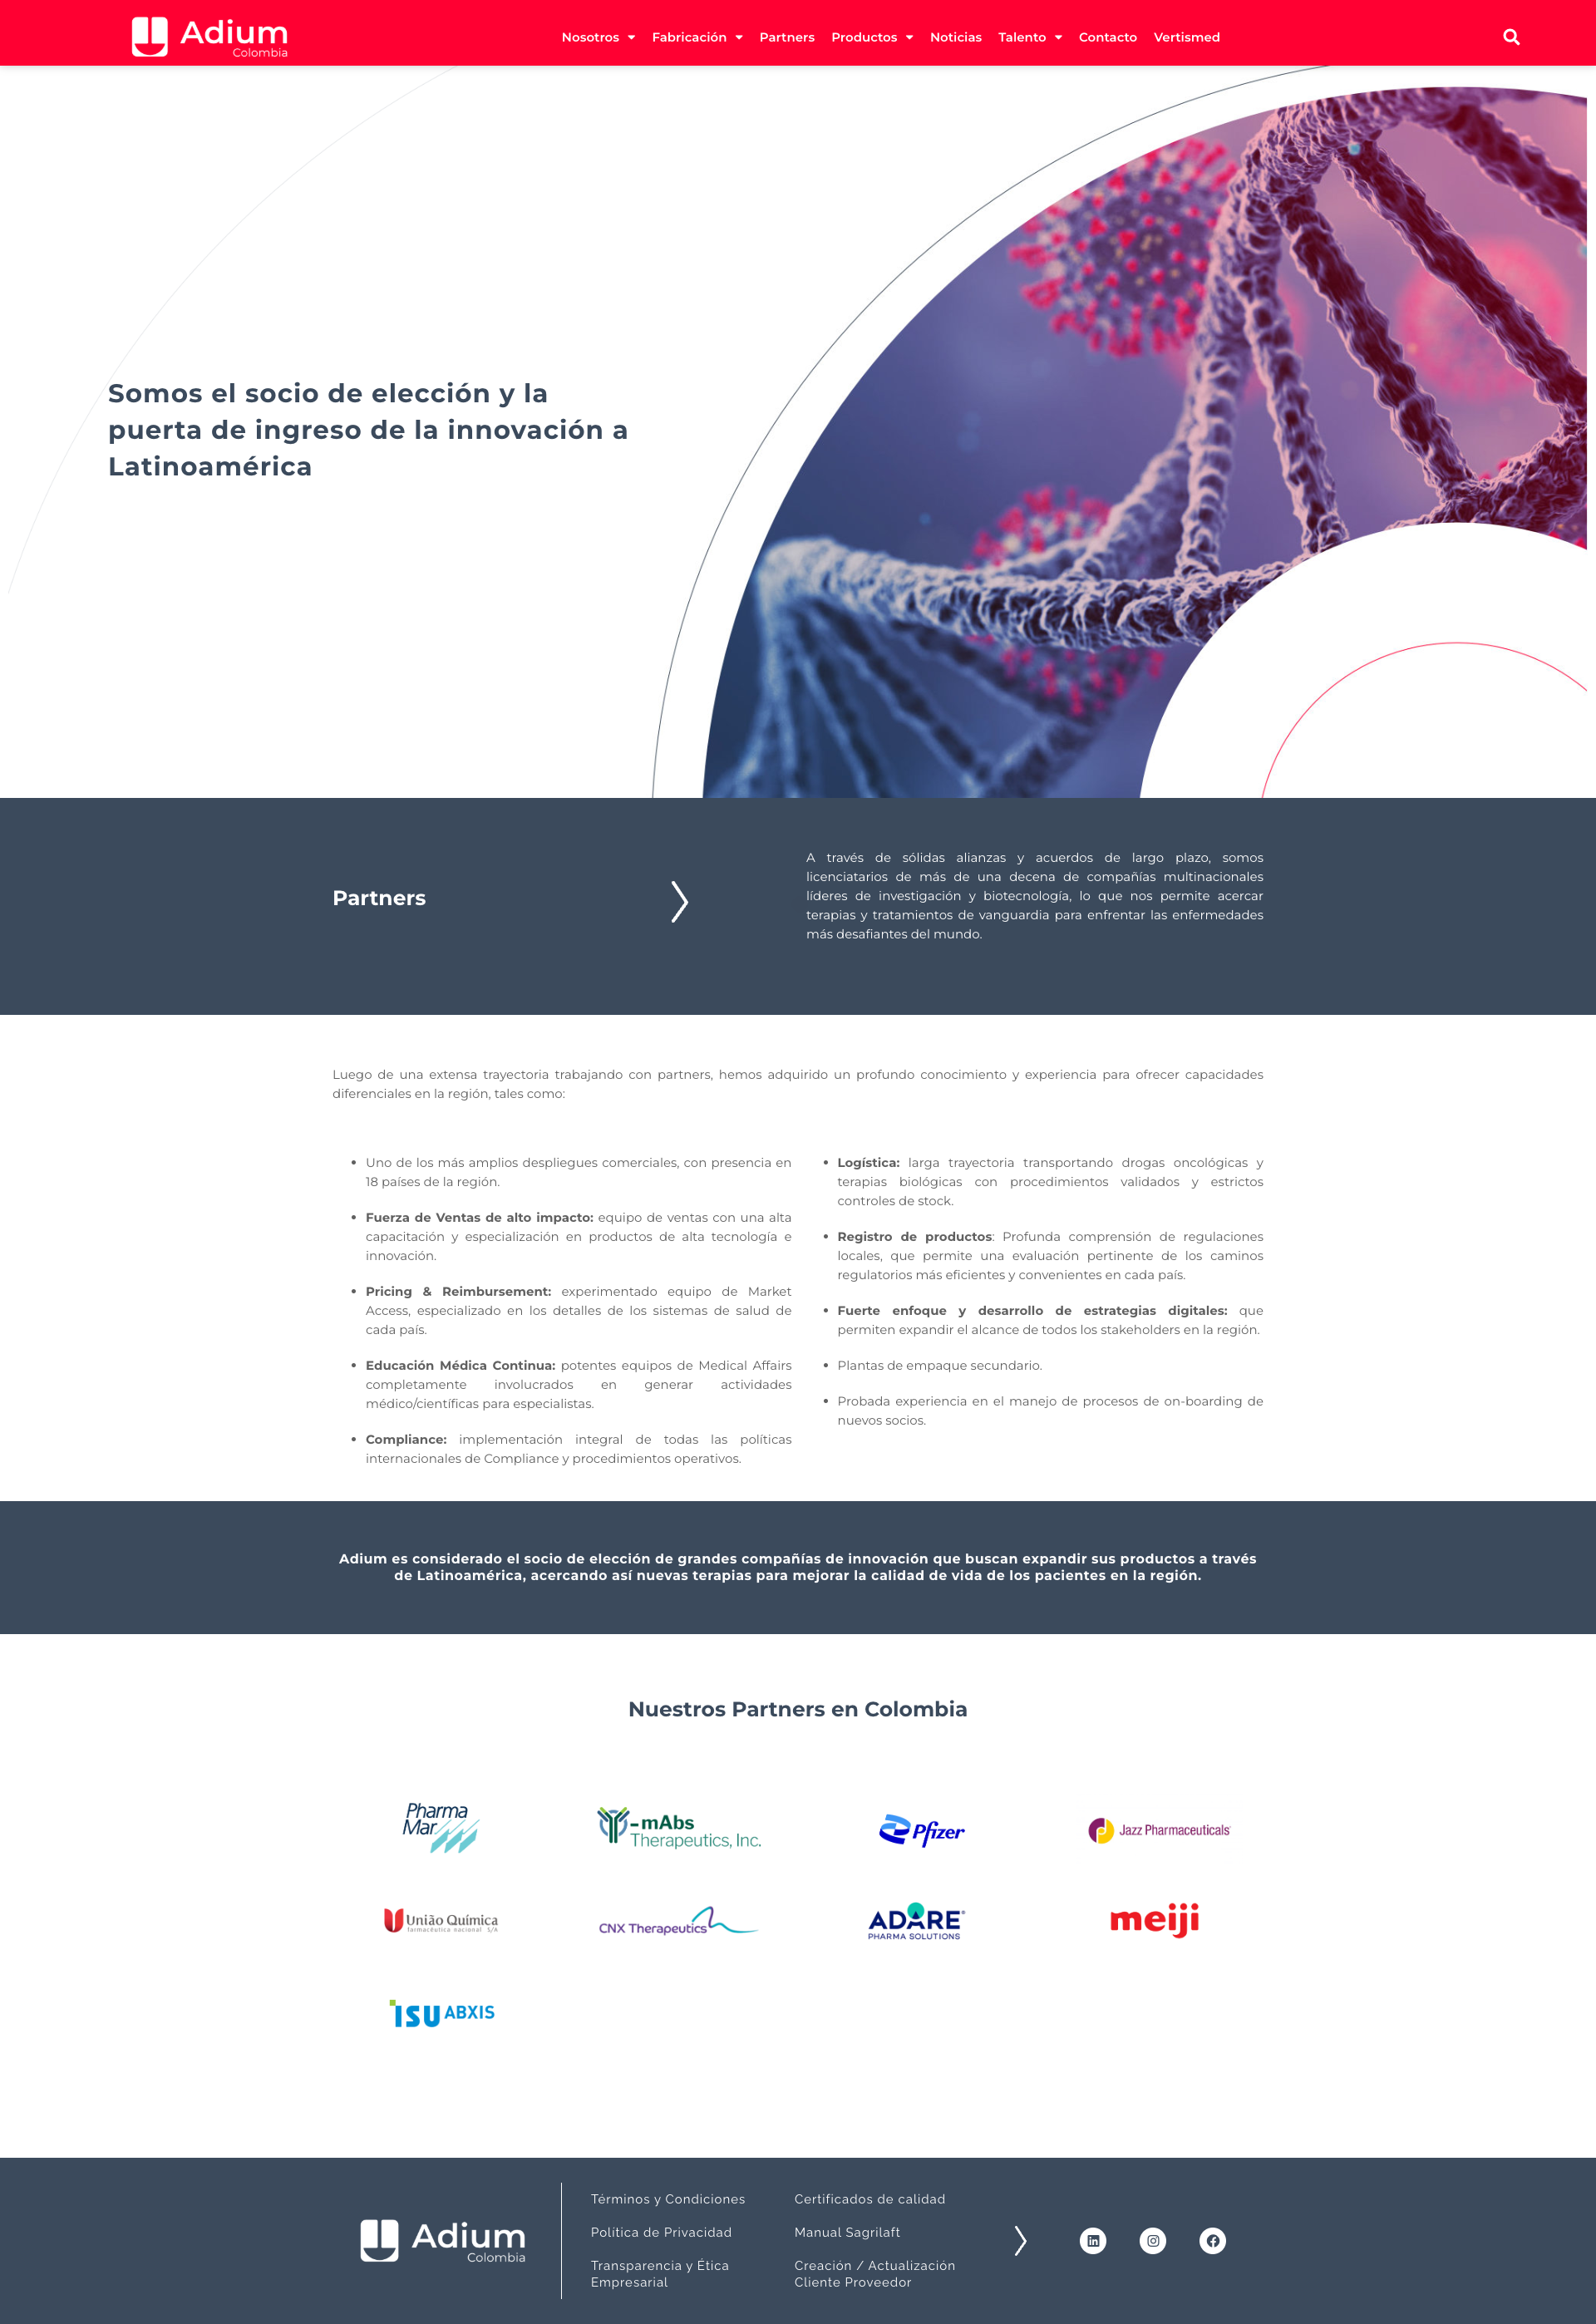 Adium
Colombia
Nosotros
Fabricación
Partners
Productos
Noticias
Talento
Contacto
Vertismed
Somos el socio de elección y la
puerta de ingreso de la innovación a
Latinoamérica
Partners
A través de sólidas alianzas y acuerdos de largo plazo, somos
licenciatarios de más de una decena de compañías multinacionales
líderes de investigación y biotecnología, lo que nos permite acercar
terapias y tratamientos de vanguardia para enfrentar las enfermedades
más desafiantes del mundo.
Luego de una extensa trayectoria trabajando con partners, hemos adquirido un profundo conocimiento y experiencia para ofrecer capacidades
diferenciales en la región, tales como:
• Uno de los más amplios despliegues comerciales, con presencia en
18 países de la región.
• Fuerza de Ventas de alto impacto: equipo de ventas con una alta
capacitación y especialización en productos de alta tecnología e
innovación.
• Pricing & Reimbursement: experimentado equipo de Market
Access, especializado en los detalles de los sistemas de salud de
cada país.
• Educación Médica Continua: potentes equipos de Medical Affairs
completamente involucrados en generar actividades
médico/científicas para especialistas.
• Compliance: implementación integral de todas las políticas
internacionales de Compliance y procedimientos operativos.
• Logística: larga trayectoria transportando drogas oncológicas y
terapias biológicas con procedimientos validados y estrictos
controles de stock.
• Registro de productos: Profunda comprensión de regulaciones
locales, que permite una evaluación pertinente de los caminos
regulatorios más eficientes y convenientes en cada país.
• Fuerte enfoque y desarrollo de estrategias digitales: que
permiten expandir el alcance de todos los stakeholders en la región.
• Plantas de empaque secundario.
• Probada experiencia en el manejo de procesos de on-boarding de
nuevos socios.
Adium es considerado el socio de elección de grandes compañías de innovación que buscan expandir sus productos a través
de Latinoamérica, acercando así nuevas terapias para mejorar la calidad de vida de los pacientes en la región.
Nuestros Partners en Colombia
Pharma
Mar
Y-mAbs
Therapeutics, Inc.
Pfizer
Jazz Pharmaceuticals
União Química
farmacêutica nacional S/A
CNX Therapeutics
ADARE®
PHARMA SOLUTIONS
meiji
ISU ABXIS
Adium
Colombia
Términos y Condiciones
Política de Privacidad
Transparencia y Ética
Empresarial
Certificados de calidad
Manual Sagrilaft
Creación / Actualización
Cliente Proveedor